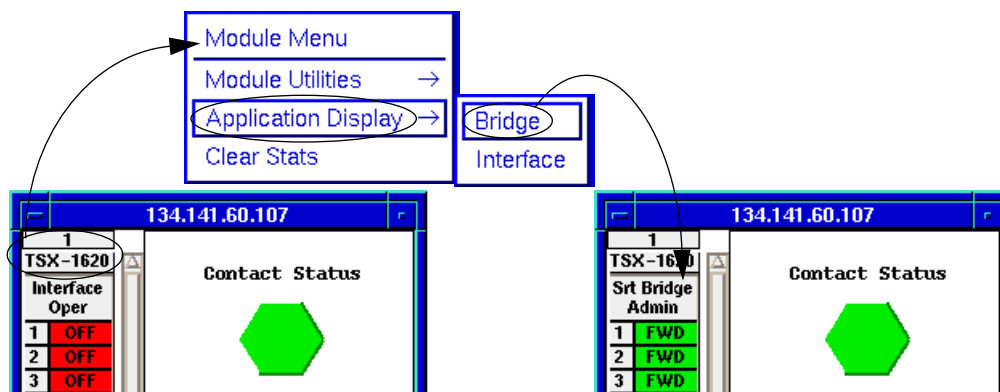 Module Menu
Module Utilities →
Application Display →
Clear Stats
Bridge
Interface
134.141.60.107
1
TSX-1620
Interface
Oper
1 OFF
2 OFF
3 OFF
Contact Status
134.141.60.107
1
TSX-1620
Srt Bridge
Admin
1 FWD
2 FWD
3 FWD
Contact Status